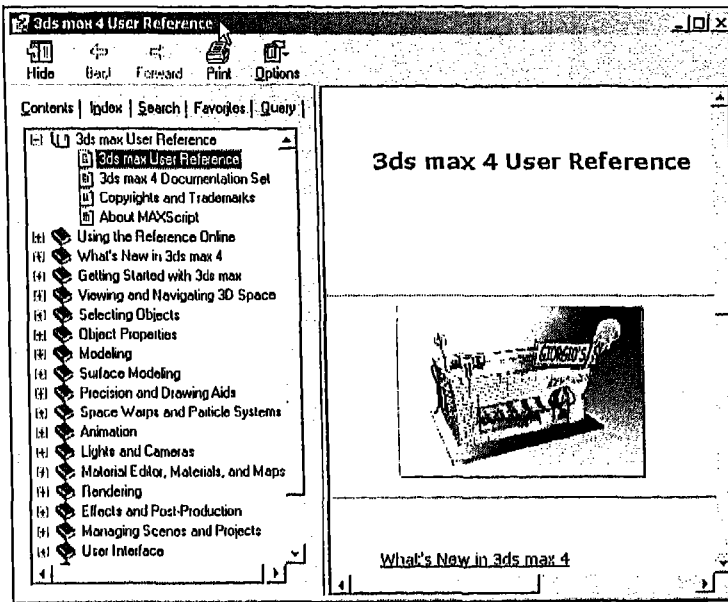 3ds max 4 User Reference
Hide Back Forward Print Options
Contents Index Search Favorites Query
3ds max User Reference
3ds max User Reference
3ds max 4 Documentation Set
Copyrights and Trademarks
About MAXScript
Using the Reference Online
What's New in 3ds max 4
Getting Started with 3ds max
Viewing and Navigating 3D Space
Selecting Objects
Object Properties
Modeling
Surface Modeling
Precision and Drawing Aids
Space Warps and Particle Systems
Animation
Lights and Cameras
Material Editor, Materials, and Maps
Rendering
Effects and Post-Production
Managing Scenes and Projects
User Interface
3ds max 4 User Reference
GIORGIO'S
What's New in 3ds max 4